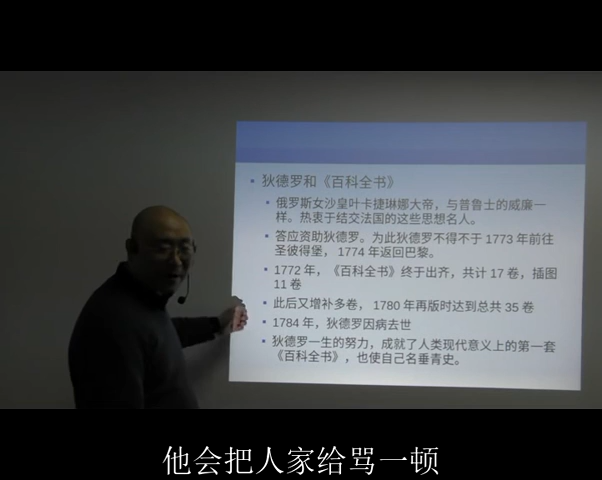 • 狄德罗和《百科全书》
• 俄罗斯女沙皇叶卡捷琳娜大帝，与普鲁士的威廉一
样。热衷于结交法国的这些思想名人。
• 答应资助狄德罗。为此狄德罗不得不于 1773 年前往
圣彼得堡， 1774 年返回巴黎。
• 1772 年，《百科全书》终于出齐，共计 17 卷，插图
11 卷
• 此后又增补多卷， 1780 年再版时达到总共 35 卷
• 1784 年，狄德罗因病去世
• 狄德罗一生的努力，成就了人类现代意义上的第一套
《百科全书》，也使自己名垂青史。
他会把人家给骂一顿